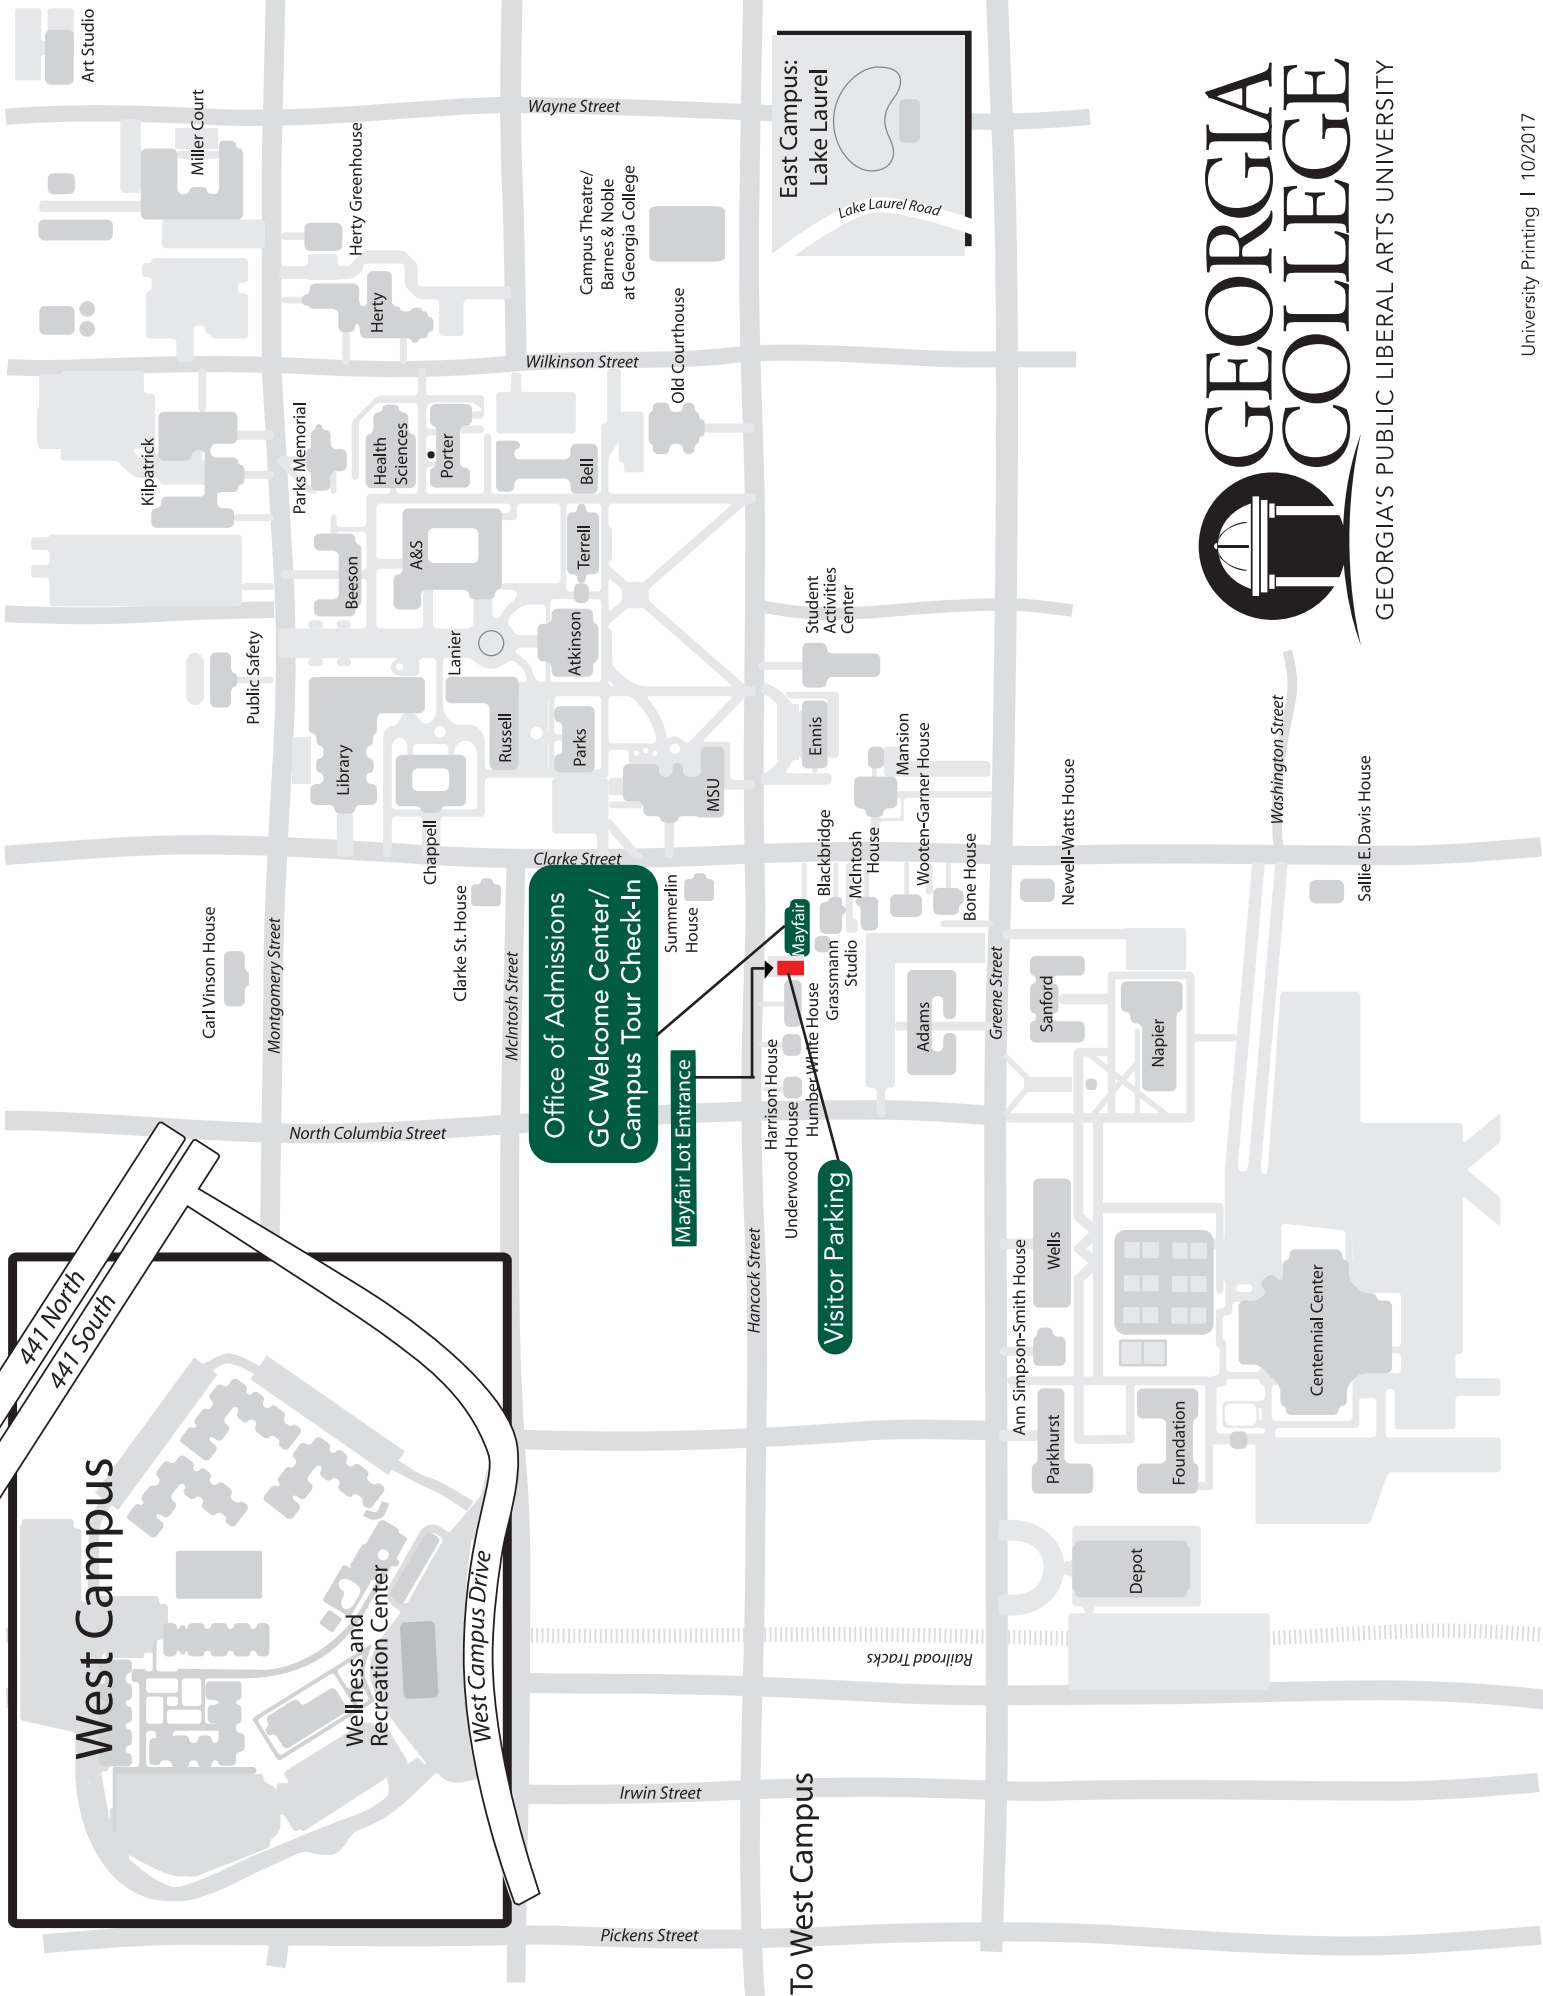 Art Studio
Miller Court
Wayne Street
Herty Greenhouse
Campus Theatre/
Barnes & Noble
at Georgia College
East Campus:
Lake Laurel
Lake Laurel Road
Herty
Wilkinson Street
Old Courthouse
Kilpatrick
Parks Memorial
Health
Sciences
Porter
Bell
Beeson
A&S
Terrell
Student
Activities
Center
Public Safety
Lanier
Atkinson
Library
Russell
Parks
MSU
Ennis
Mansion
Wooten-Garner House
Chappell
Clarke Street
Blackbridge
McIntosh
House
Bone House
Newell-Watts House
Washington Street
Sallie E. Davis House
Carl Vinson House
Montgomery Street
Clarke St. House
McIntosh Street
Office of Admissions
GC Welcome Center/
Campus Tour Check-In
Summerlin
House
Mayfair
Grassmann
Studio
Mayfair Lot Entrance
Harrison House
Underwood House
Humber White House
Visitor Parking
Adams
Greene Street
Sanford
Napier
North Columbia Street
Hancock Street
441 North
441 South
West Campus
Wellness and
Recreation Center
West Campus Drive
Ann Simpson-Smith House
Wells
Centennial Center
Parkhurst
Foundation
Depot
Railroad Tracks
Irwin Street
Pickens Street
To West Campus
GEORGIA
COLLEGE
GEORGIA'S PUBLIC LIBERAL ARTS UNIVERSITY
University Printing | 10/2017